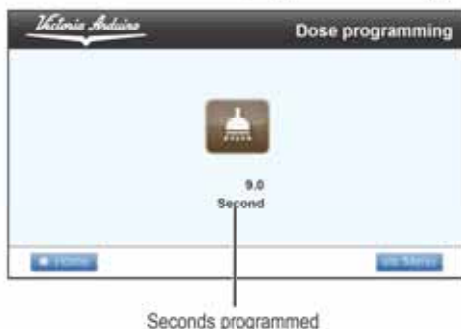 Victoria Arduino
Dose programming
9.0
Second
Home
Menu
Seconds programmed